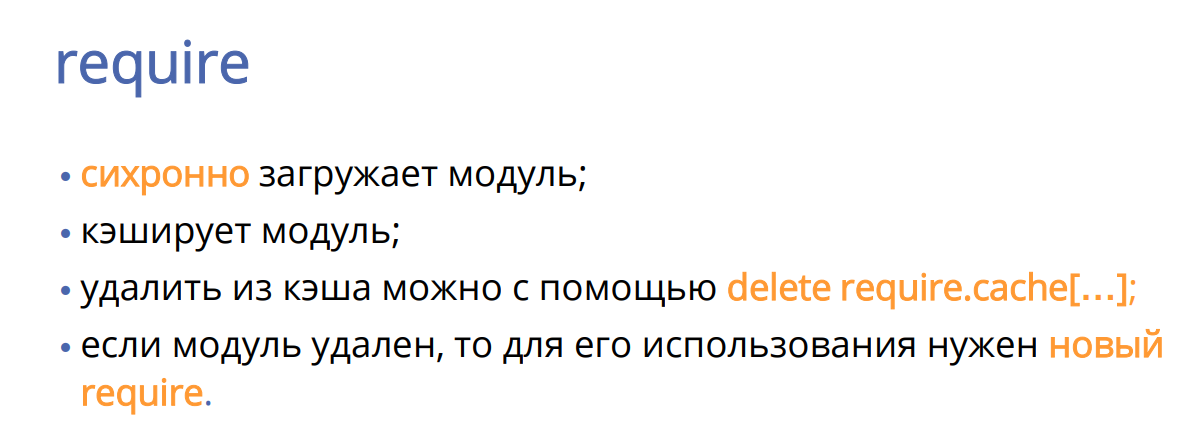 require
• сихронно загружает модуль;
• кэширует модуль;
• удалить из кэша можно с помощью delete require.cache[...];
• если модуль удален, то для его использования нужен новый
require.